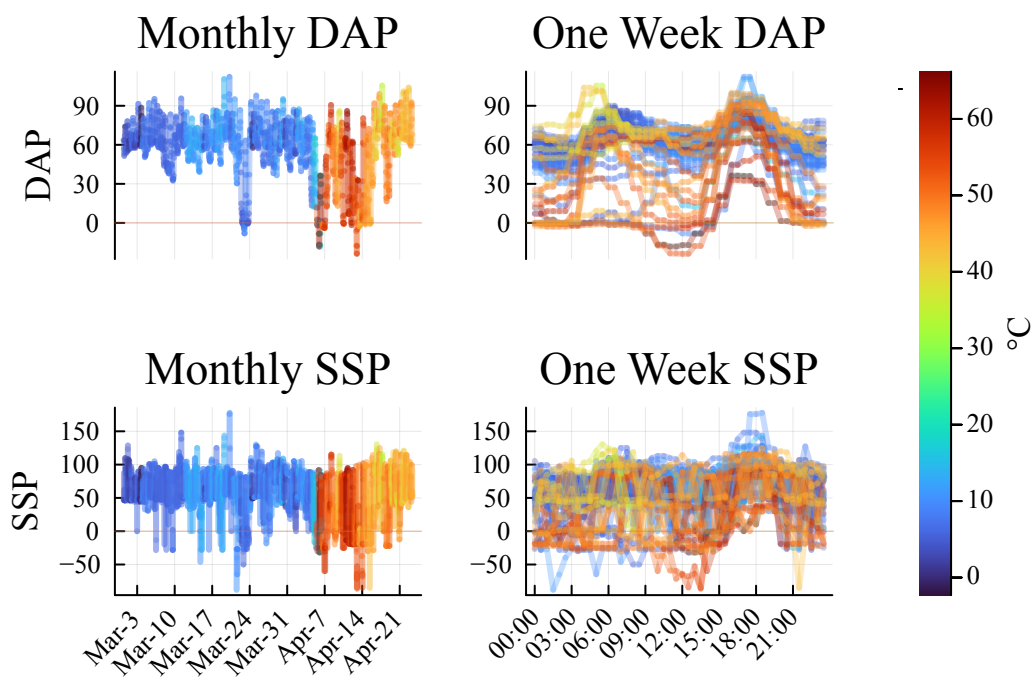 Monthly DAP
One Week DAP
DAP
90
60
30
0
90
60
30
0
Monthly SSP
One Week SSP
SSP
150
100
50
0
−50
150
100
50
0
−50
Mar-3
Mar-10
Mar-17
Mar-24
Mar-31
Apr-7
Apr-14
Apr-21
00:00
03:00
06:00
09:00
12:00
15:00
18:00
21:00
60
50
40
30
20
10
0
°C